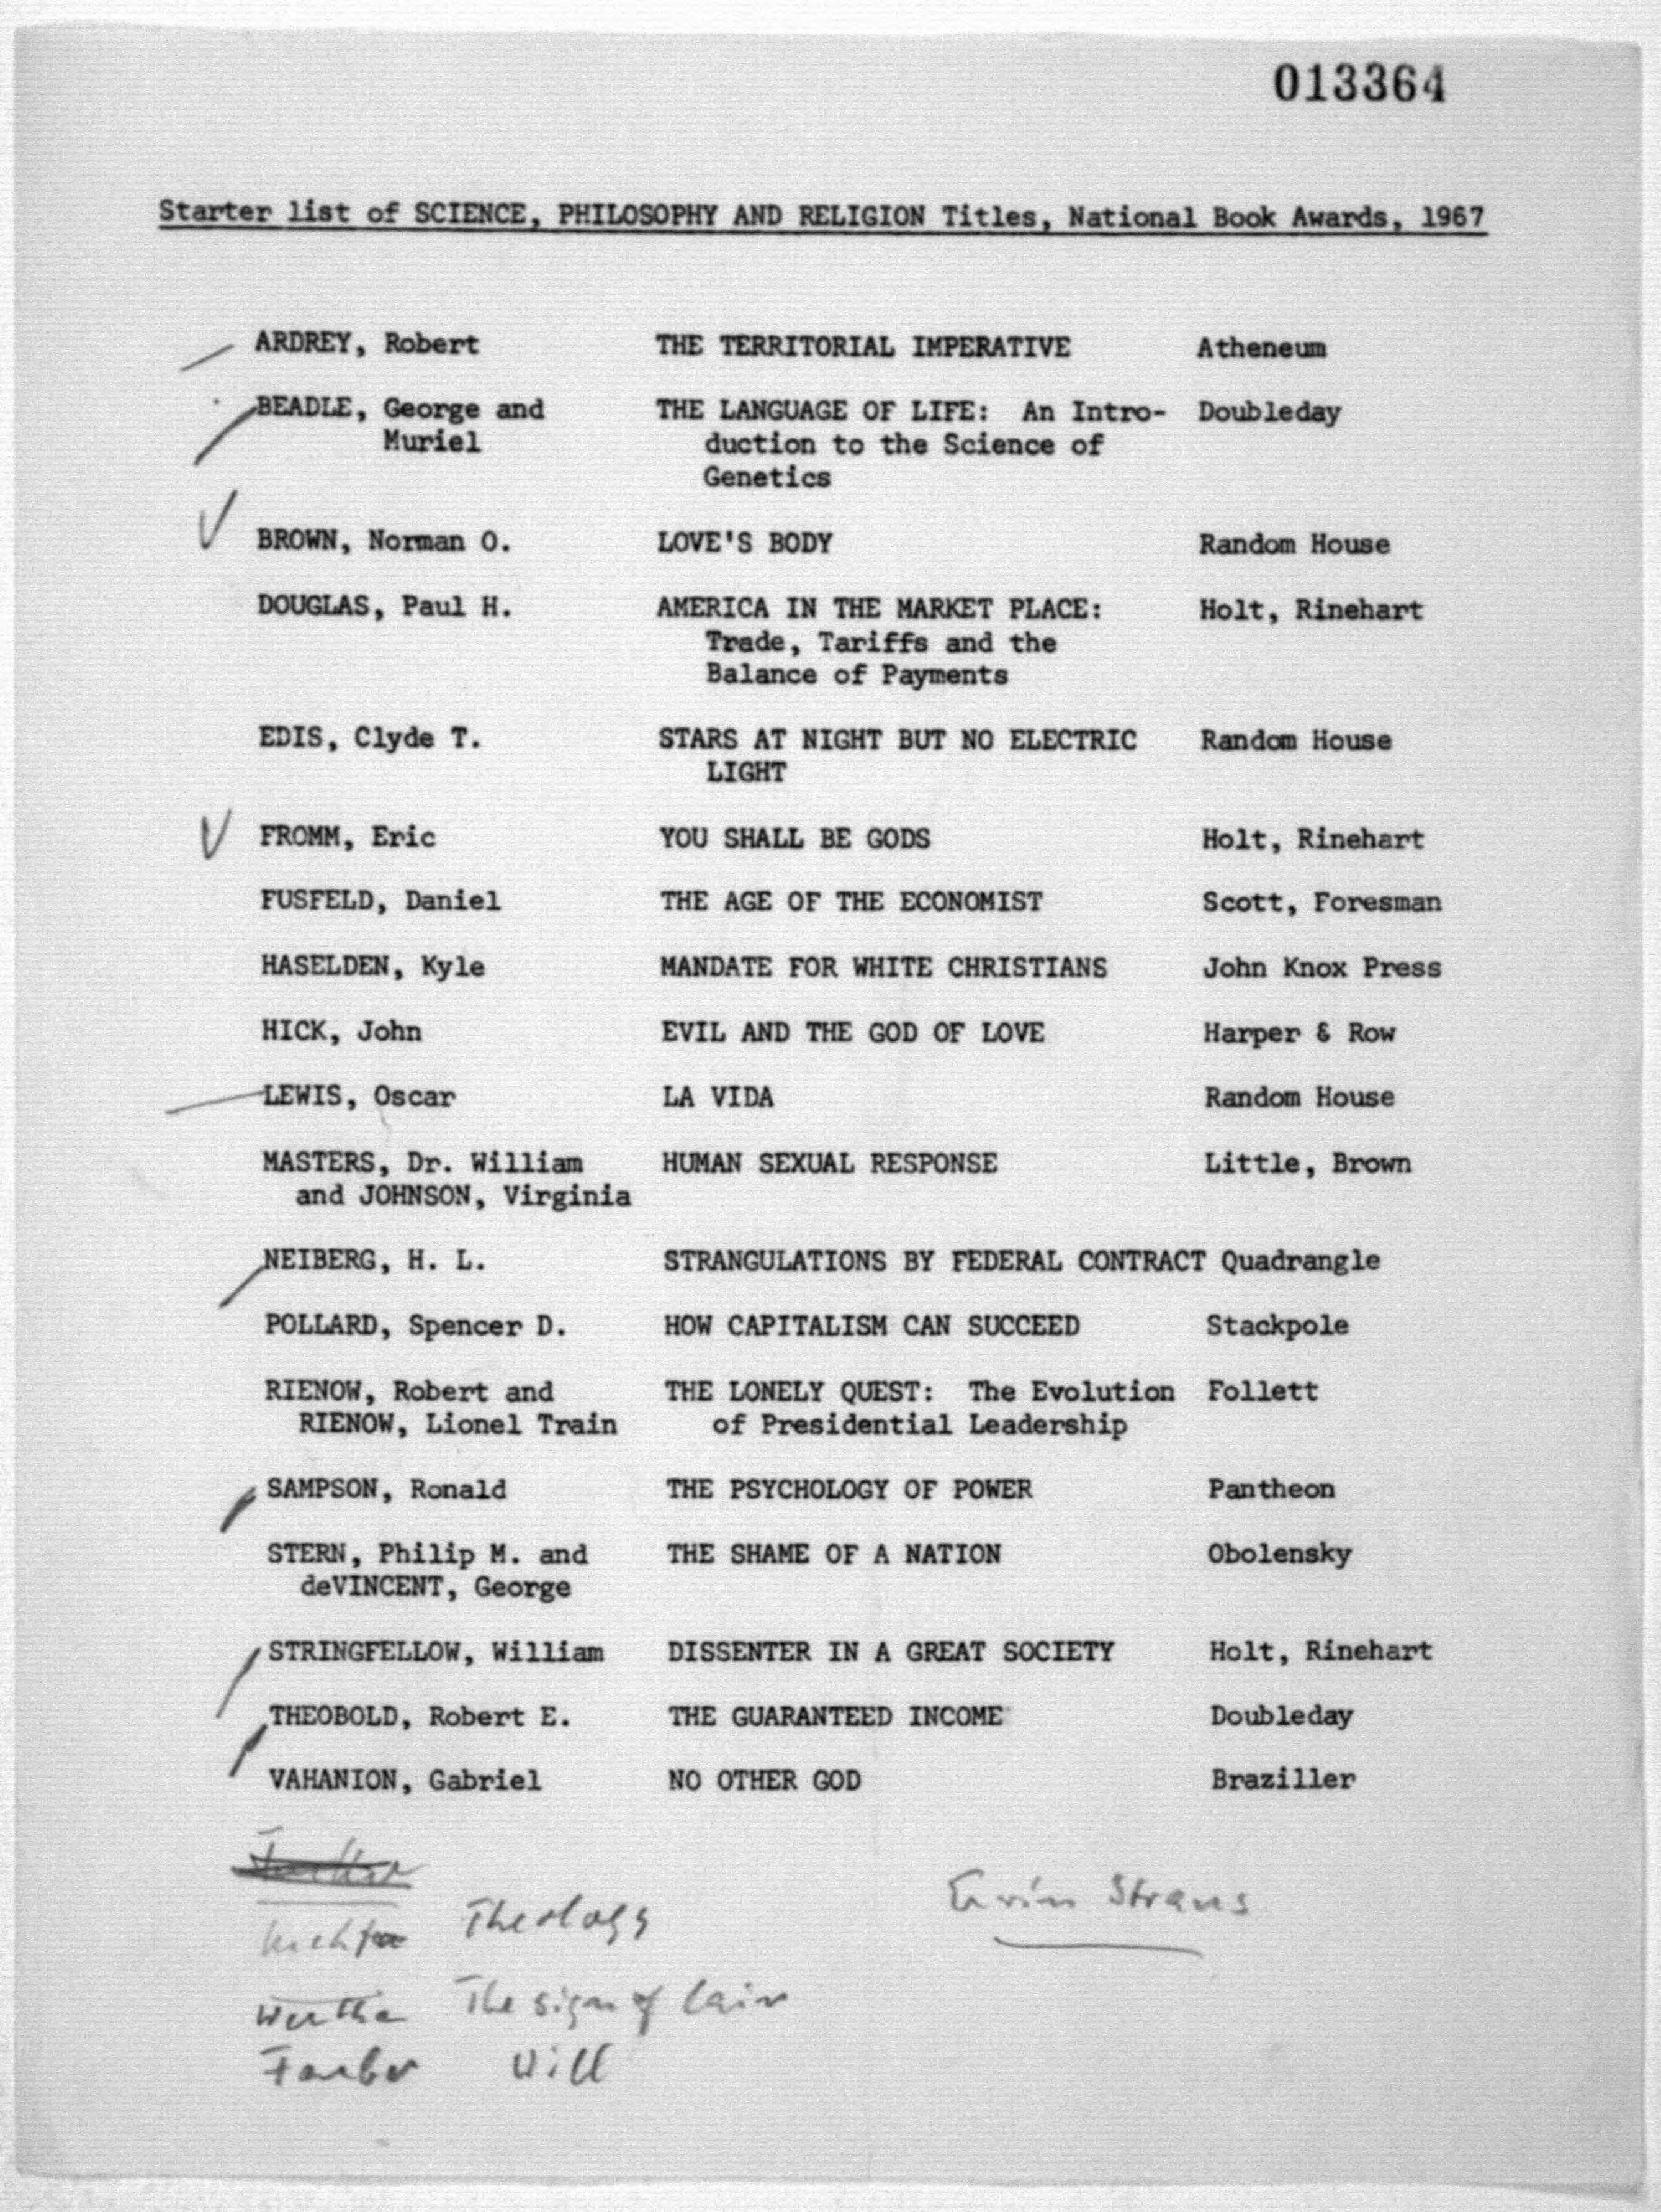 013364
Starter list of SCIENCE, PHILOSOPHY AND RELIGION Titles, National Book Awards, 1967
ARDREY, Robert THE TERRITORIAL IMPERATIVE Atheneum
BEADLE, George and THE LANGUAGE OF LIFE: An Intro- Doubleday
Muriel duction to the Science of
Genetics
BROWN, Norman O. LOVE'S BODY Random House
DOUGLAS, Paul H. AMERICA IN THE MARKET PLACE: Holt, Rinehart
Trade, Tariffs and the
Balance of Payments
EDIS, Clyde T. STARS AT NIGHT BUT NO ELECTRIC Random House
LIGHT
FROMM, Eric YOU SHALL BE GODS Holt, Rinehart
FUSFELD, Daniel THE AGE OF THE ECONOMIST Scott, Foresman
HASELDEN, Kyle MANDATE FOR WHITE CHRISTIANS John Knox Press
HICK, John EVIL AND THE GOD OF LOVE Harper & Row
LEWIS, Oscar LA VIDA Random House
MASTERS, Dr. William HUMAN SEXUAL RESPONSE Little, Brown
and JOHNSON, Virginia
NEIBERG, H. L. STRANGULATIONS BY FEDERAL CONTRACT Quadrangle
POLLARD, Spencer D. HOW CAPITALISM CAN SUCCEED Stackpole
RIENOW, Robert and THE LONELY QUEST: The Evolution Follett
RIENOW, Lionel Train of Presidential Leadership
SAMPSON, Ronald THE PSYCHOLOGY OF POWER Pantheon
STERN, Philip M. and THE SHAME OF A NATION Obolensky
deVINCENT, George
STRINGFELLOW, William DISSENTER IN A GREAT SOCIETY Holt, Rinehart
THEOBOLD, Robert E. THE GUARANTEED INCOME Doubleday
VAHANION, Gabriel NO OTHER GOD Braziller
Erwin Straus
Theology
Wertha The sign of Cain
Farber Will